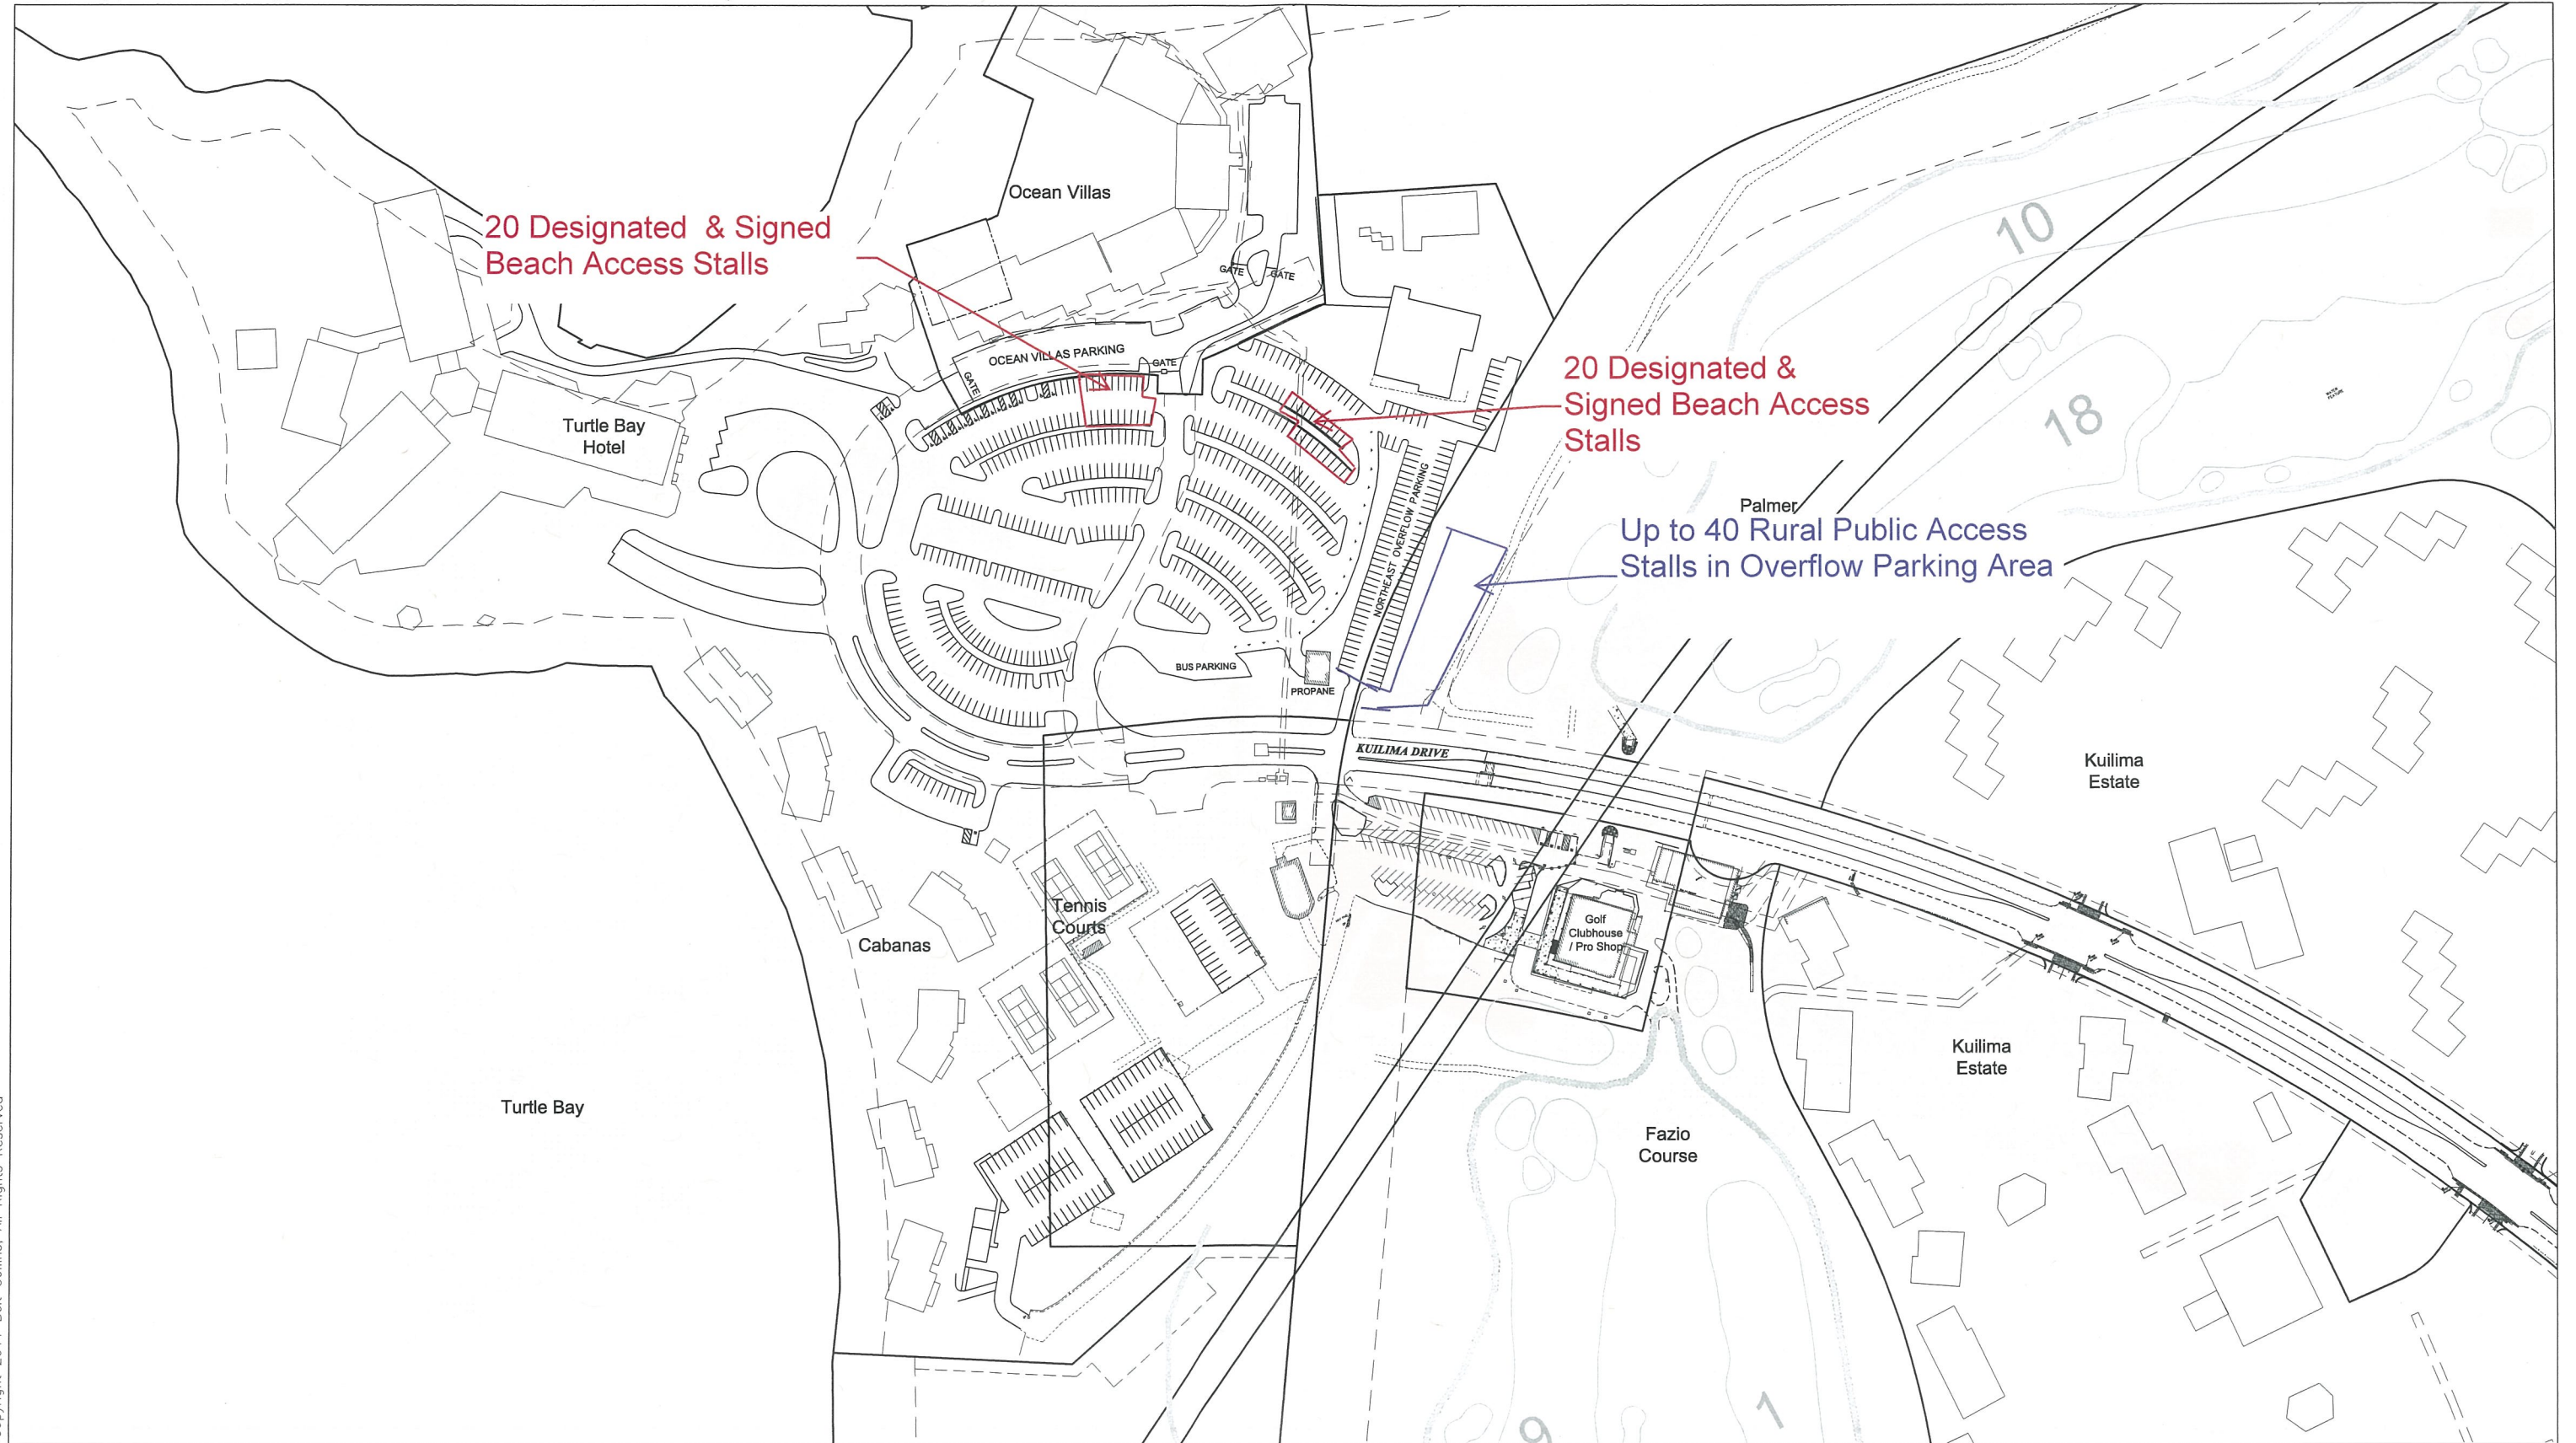 Ocean Villas
20 Designated & Signed
Beach Access Stalls
GATE
GATE
OCEAN VILLAS PARKING
GATE
GATE
20 Designated &
Signed Beach Access
Stalls
10
18
Turtle Bay
Hotel
NORTHEAST OVERFLOW PARKING
Palmer
Up to 40 Rural Public Access
Stalls in Overflow Parking Area
BUS PARKING
PROPANE
KUILIMA DRIVE
Kuilima
Estate
Tennis
Courts
Golf
Clubhouse
/ Pro Shop
Cabanas
Kuilima
Estate
Turtle Bay
Fazio
Course
9
1